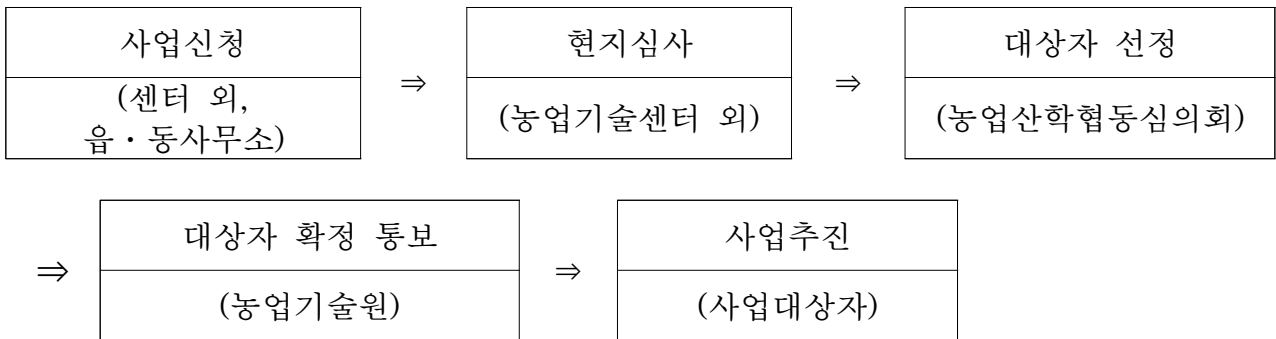 사업신청 ⇒ 현지심사 ⇒ 대상자 선정
(센터 외,
읍·동사무소) (농업기술센터 외) (농업산학협동심의회)
⇒ 대상자 확정 통보 ⇒ 사업추진
(농업기술원) (사업대상자)